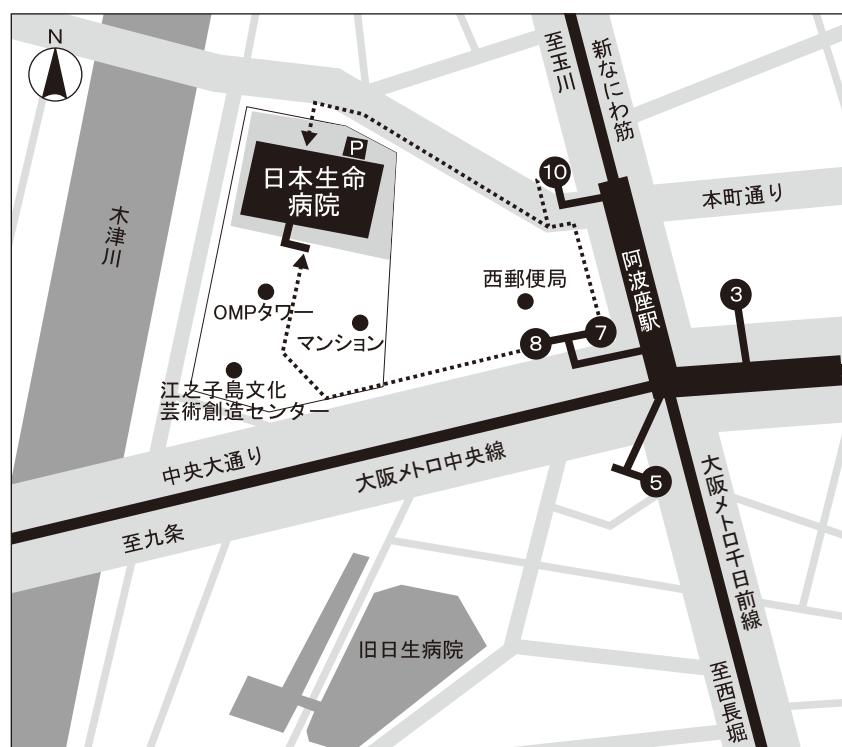 N
至玉川
新なにわ筋
P
日本生命
病院
10
本町通り
木津川
阿波座駅
西郵便局
3
OMPタワー
マンション
7
8
江之子島文化
芸術創造センター
中央大通り
大阪メトロ中央線
5
至九条
大阪メトロ千日前線
旧日生病院
至西長堀